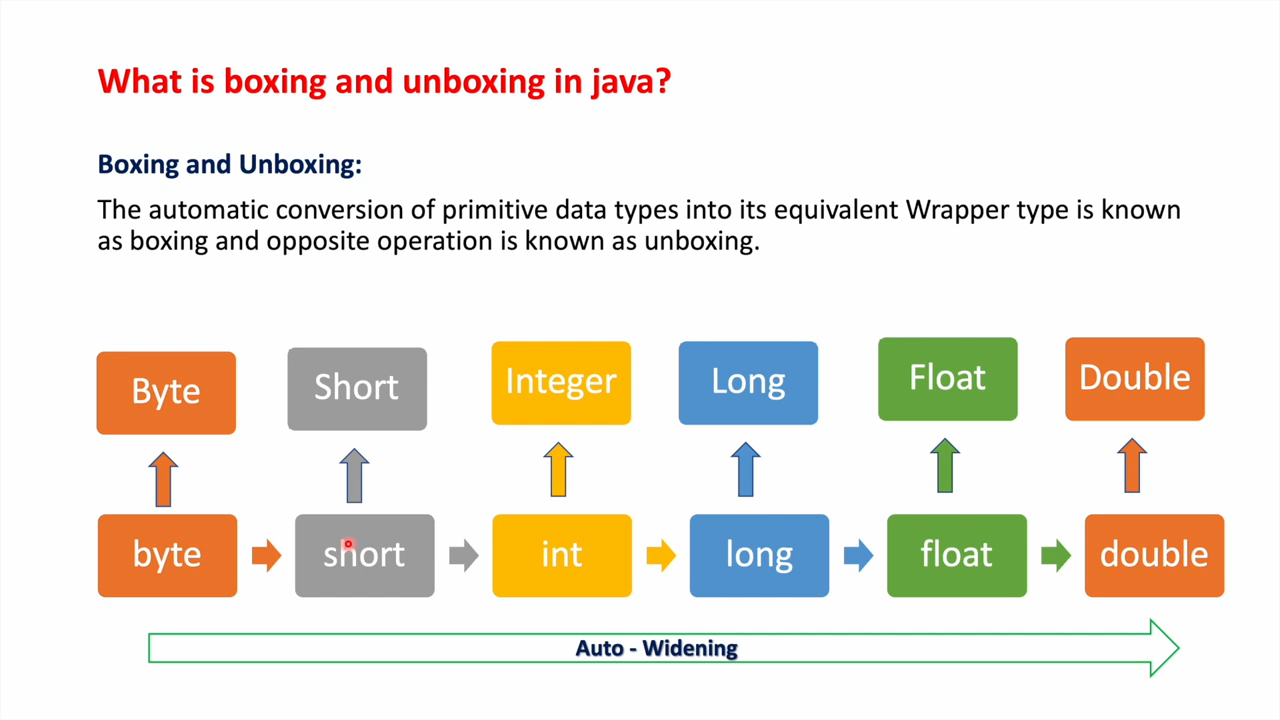 What is boxing and unboxing in java?
Boxing and Unboxing:
The automatic conversion of primitive data types into its equivalent Wrapper type is known
as boxing and opposite operation is known as unboxing.
Byte
Short
Integer
Long
Float
Double
byte
short
int
long
float
double
Auto - Widening